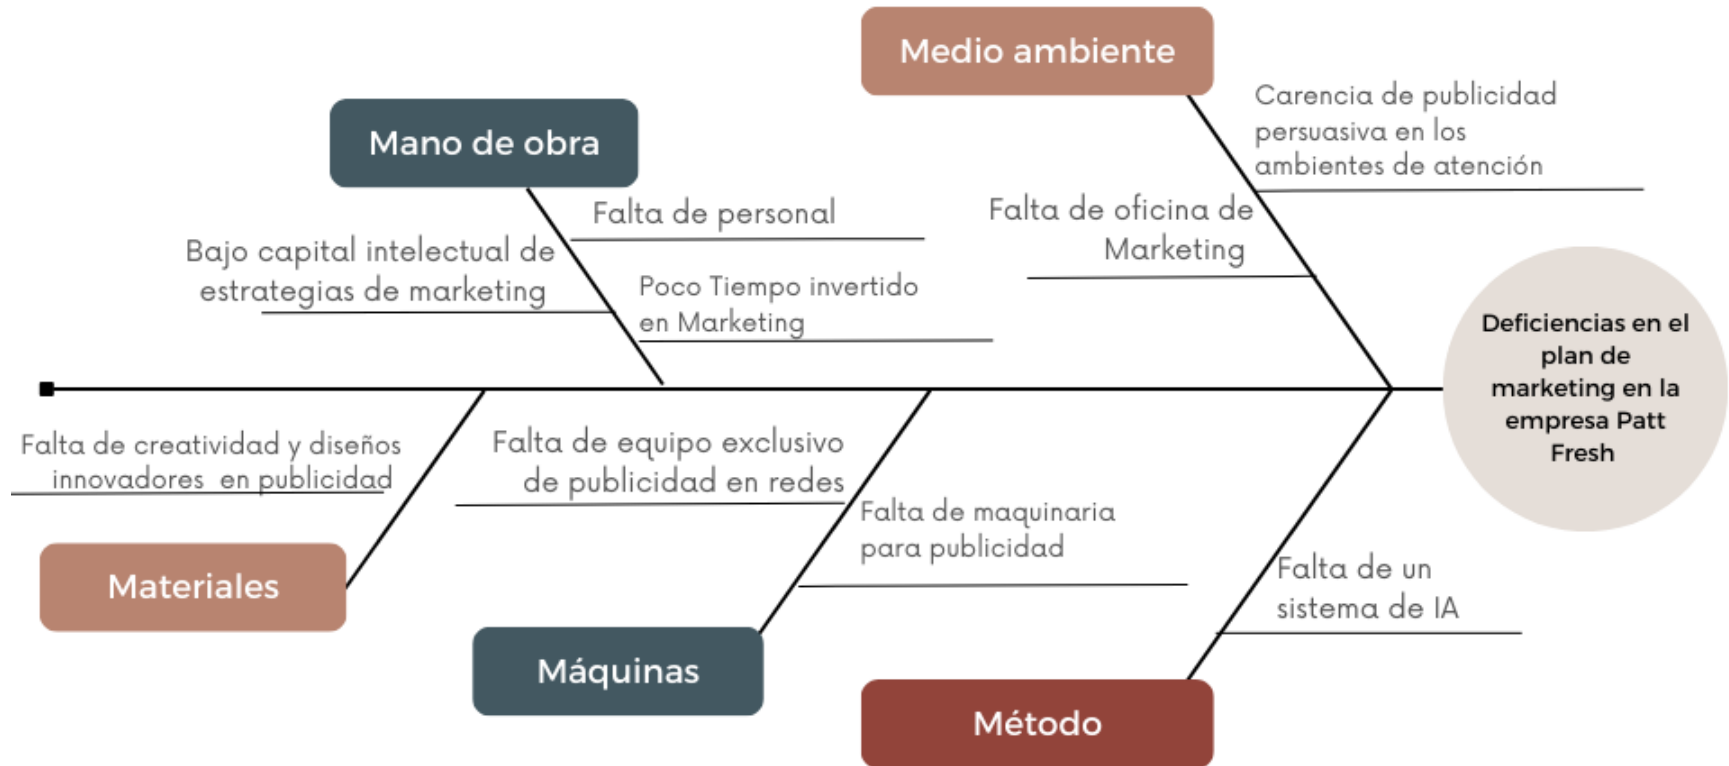 Medio ambiente
Carencia de publicidad
persuasiva en los
ambientes de atención
Falta de oficina de
Marketing
Mano de obra
Falta de personal
Bajo capital intelectual de
estrategias de marketing
Poco Tiempo invertido
en Marketing
Deficiencias en el
plan de
marketing en la
empresa Patt
Fresh
Falta de creatividad y diseños
innovadores en publicidad
Materiales
Falta de equipo exclusivo
de publicidad en redes
Falta de maquinaria
para publicidad
Máquinas
Falta de un
sistema de IA
Método